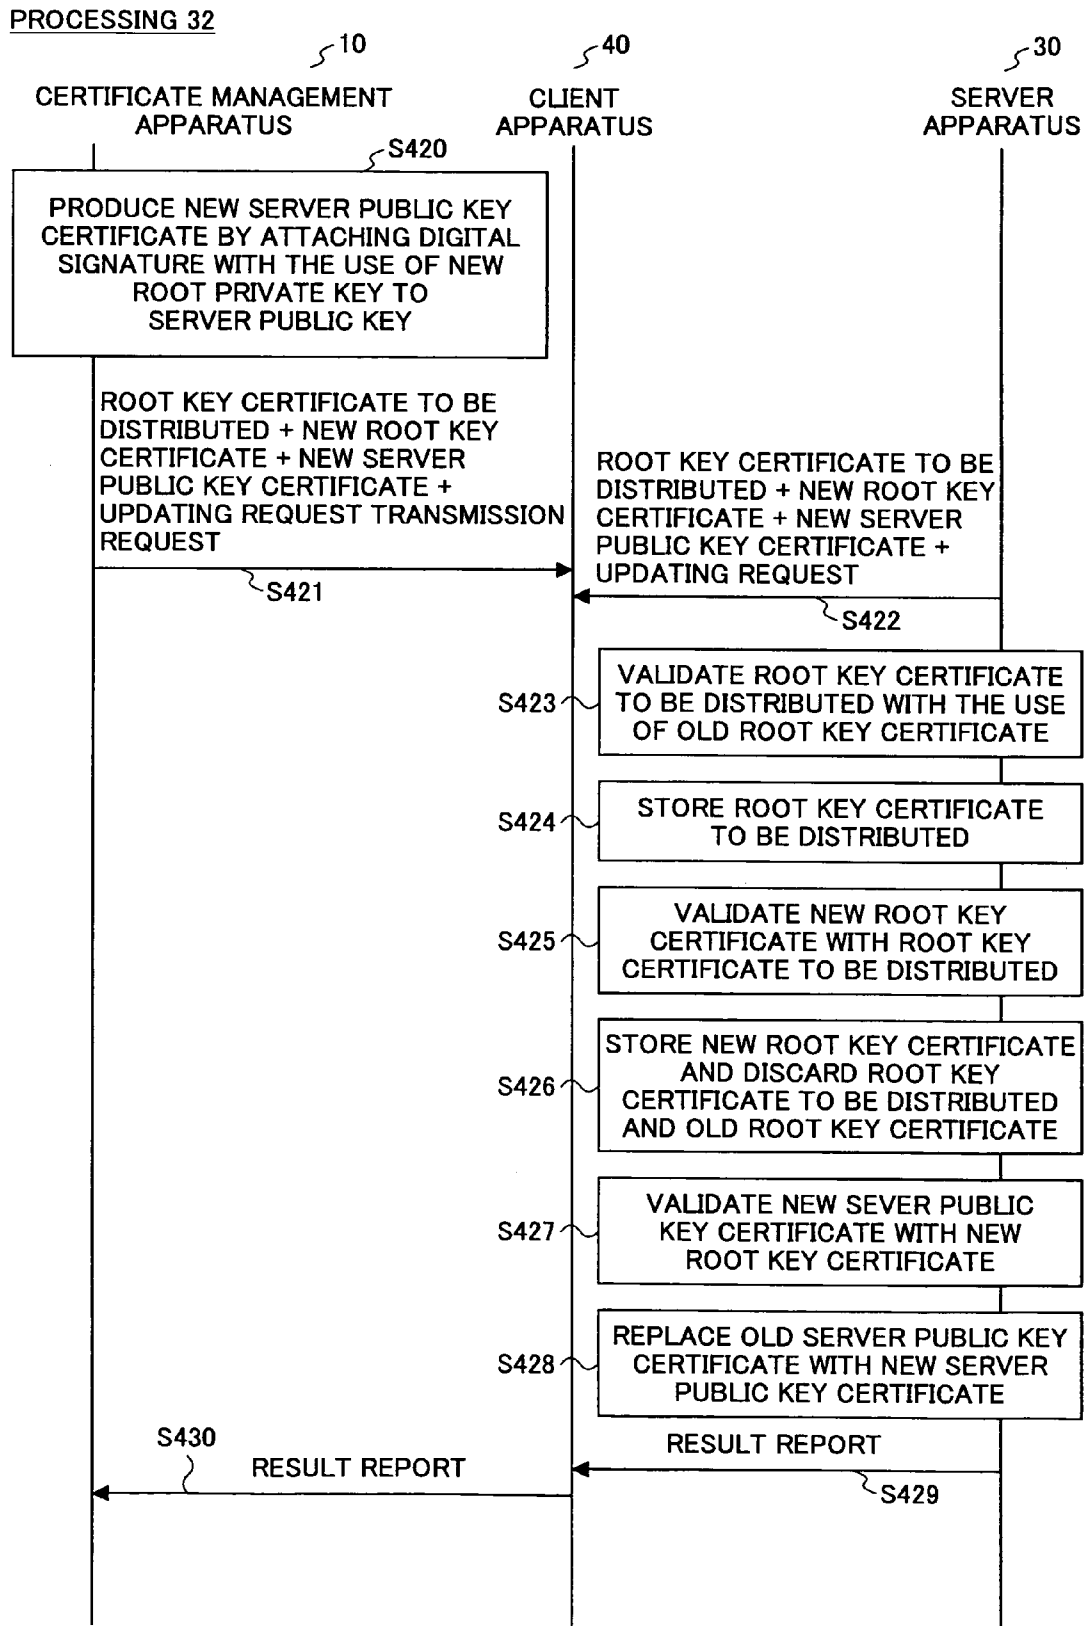 PROCESSING 32
10
40
30
CERTIFICATE MANAGEMENT
APPARATUS
CLIENT
APPARATUS
SERVER
APPARATUS
S420
PRODUCE NEW SERVER PUBLIC KEY
CERTIFICATE BY ATTACHING DIGITAL
SIGNATURE WITH THE USE OF NEW
ROOT PRIVATE KEY TO
SERVER PUBLIC KEY
ROOT KEY CERTIFICATE TO BE
DISTRIBUTED + NEW ROOT KEY
CERTIFICATE + NEW SERVER
PUBLIC KEY CERTIFICATE +
UPDATING REQUEST TRANSMISSION
REQUEST
S421
ROOT KEY CERTIFICATE TO BE
DISTRIBUTED + NEW ROOT KEY
CERTIFICATE + NEW SERVER
PUBLIC KEY CERTIFICATE +
UPDATING REQUEST
S422
S423
VALIDATE ROOT KEY CERTIFICATE
TO BE DISTRIBUTED WITH THE USE
OF OLD ROOT KEY CERTIFICATE
S424
STORE ROOT KEY CERTIFICATE
TO BE DISTRIBUTED
S425
VALIDATE NEW ROOT KEY
CERTIFICATE WITH ROOT KEY
CERTIFICATE TO BE DISTRIBUTED
S426
STORE NEW ROOT KEY CERTIFICATE
AND DISCARD ROOT KEY
CERTIFICATE TO BE DISTRIBUTED
AND OLD ROOT KEY CERTIFICATE
S427
VALIDATE NEW SEVER PUBLIC
KEY CERTIFICATE WITH NEW
ROOT KEY CERTIFICATE
S428
REPLACE OLD SERVER PUBLIC KEY
CERTIFICATE WITH NEW SERVER
PUBLIC KEY CERTIFICATE
RESULT REPORT
S429
S430
RESULT REPORT